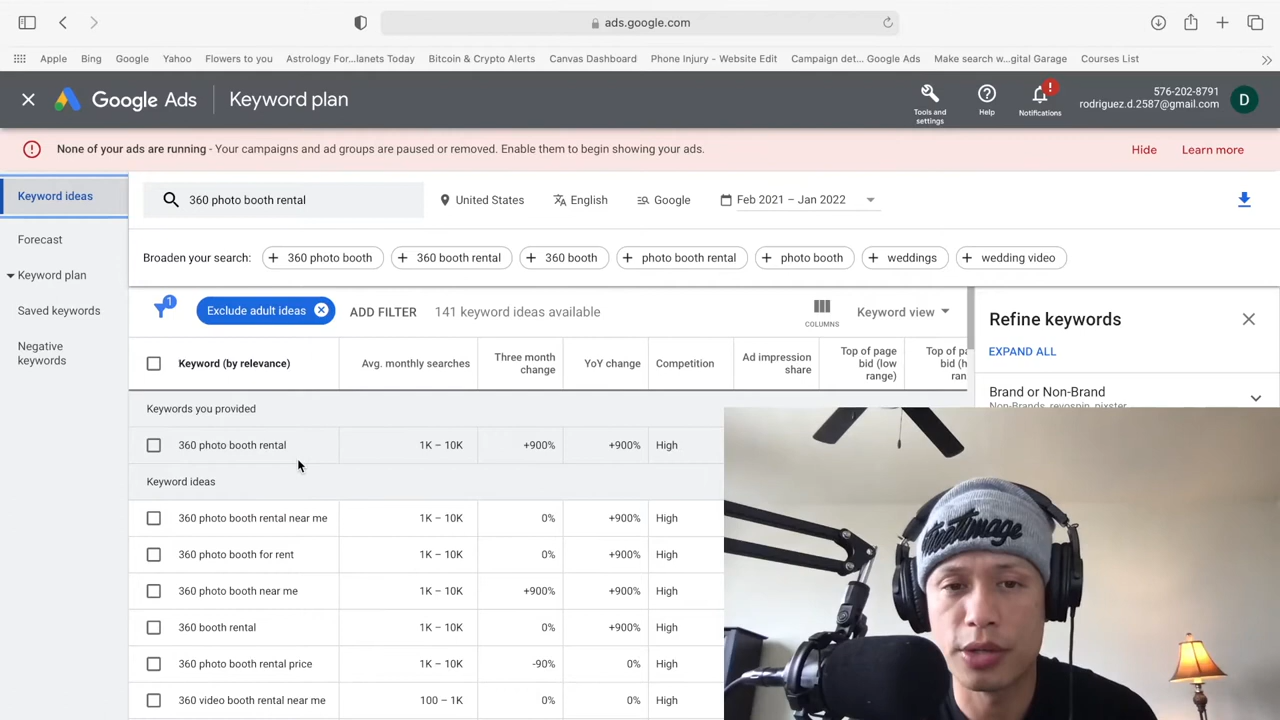 ads.google.com
Apple Bing Google Yahoo Flowers to you Astrology For...lanets Today Bitcoin & Crypto Alerts Canvas Dashboard Phone Injury - Website Edit Campaign det... Google Ads Make search w...gital Garage Courses List
Google Ads Keyword plan
Tools and settings
Help
Notifications
576-202-8791
rodriguez.d.2587@gmail.com
D
None of your ads are running - Your campaigns and ad groups are paused or removed. Enable them to begin showing your ads.
Hide Learn more
Keyword ideas
Forecast
Keyword plan
Saved keywords
Negative keywords
360 photo booth rental United States English Google Feb 2021 – Jan 2022
Broaden your search: + 360 photo booth + 360 booth rental + 360 booth + photo booth rental + photo booth + weddings + wedding video
1 Exclude adult ideas ADD FILTER 141 keyword ideas available COLUMNS Keyword view
Refine keywords
EXPAND ALL
Brand or Non-Brand
Non-Brands, revospin, pixster
Keyword (by relevance) Avg. monthly searches Three month change YoY change Competition Ad impression share Top of page bid (low range) Top of pa bid (h ran
Keywords you provided
360 photo booth rental 1K – 10K +900% +900% High
Keyword ideas
360 photo booth rental near me 1K – 10K 0% +900% High
360 photo booth for rent 1K – 10K 0% +900% High
360 photo booth near me 1K – 10K +900% +900% High
360 booth rental 1K – 10K 0% +900% High
360 photo booth rental price 1K – 10K -90% 0% High
360 video booth rental near me 100 – 1K 0% 0% High